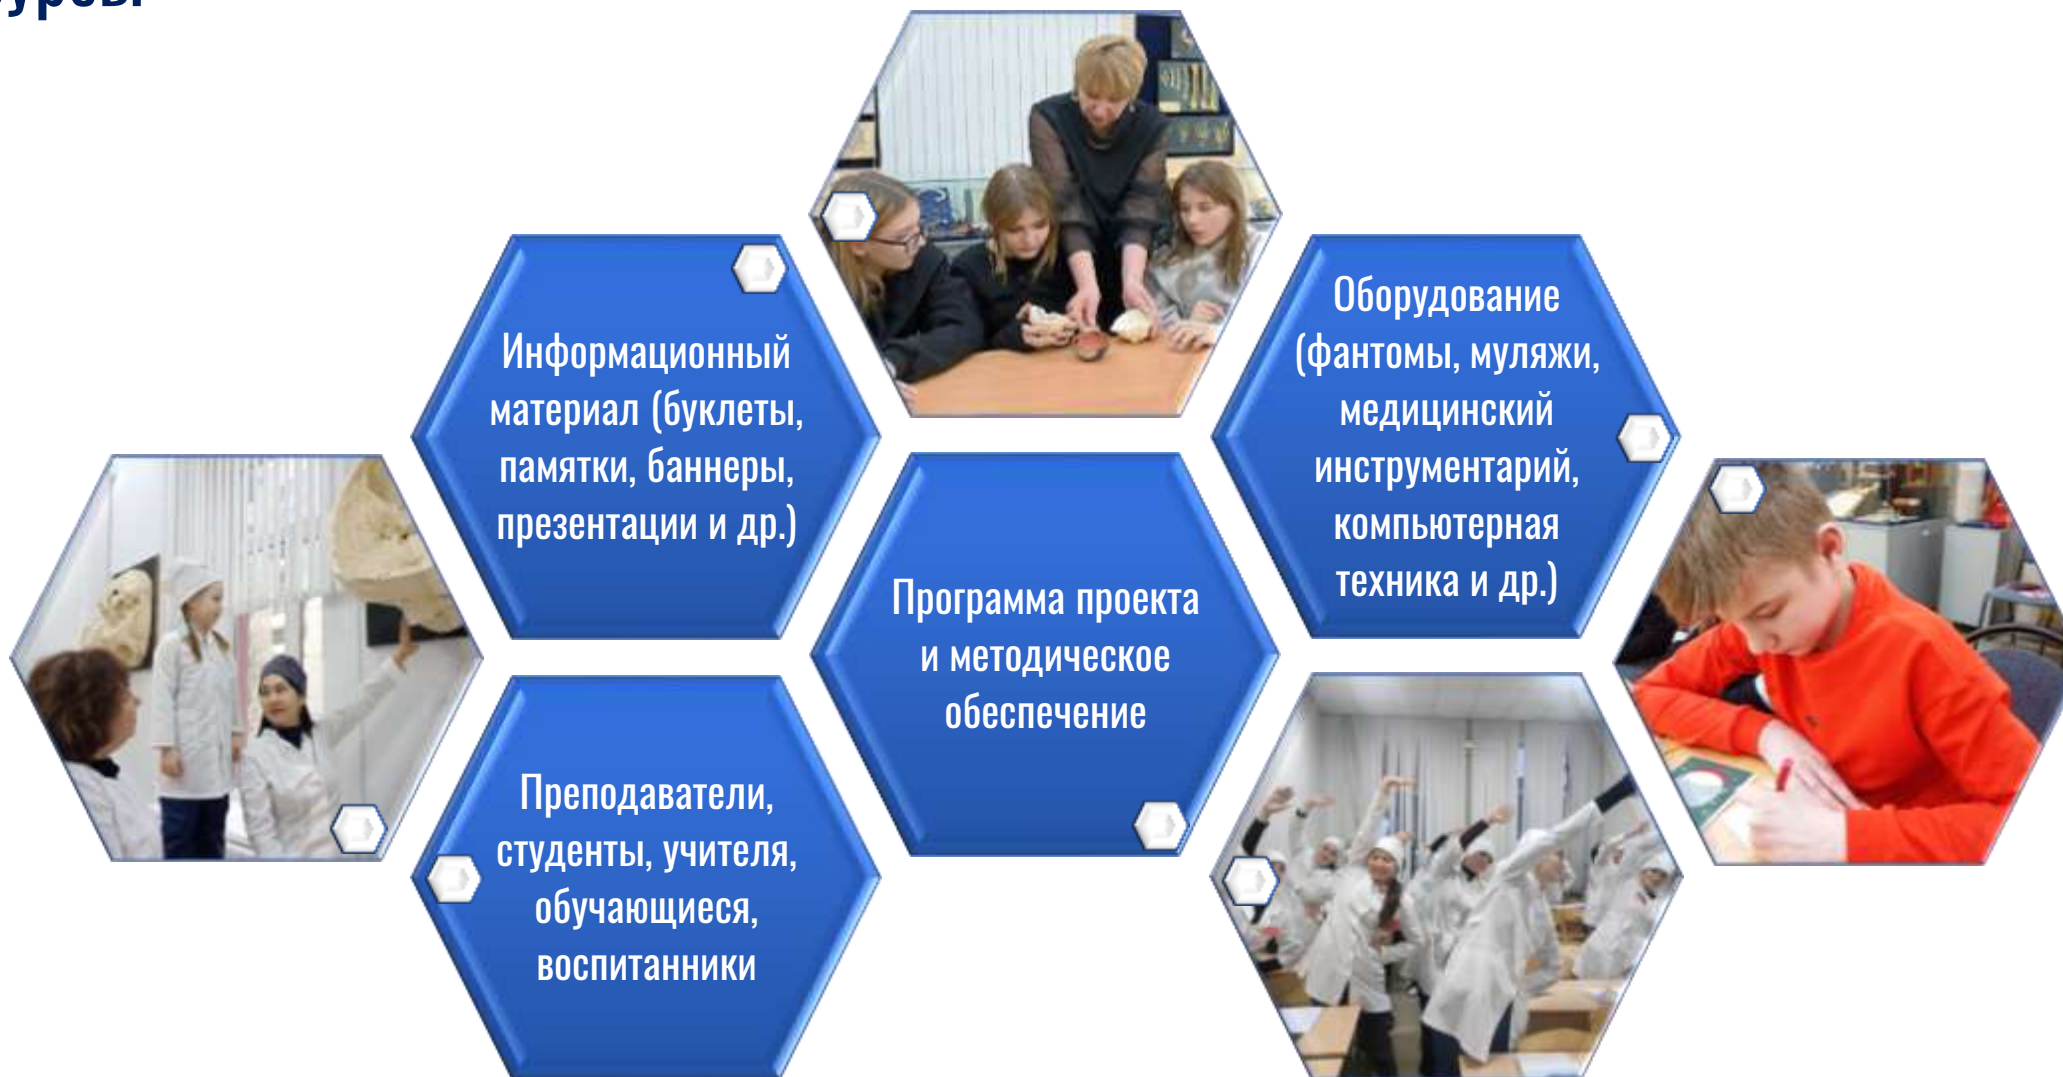 Информационный
материал (буклеты,
памятки, баннеры,
презентации и др.)
Оборудование
(фантомы, муляжи,
медицинский
инструментарий,
компьютерная
техника и др.)
Программа проекта
и методическое
обеспечение
Преподаватели,
студенты, учителя,
обучающиеся,
воспитанники